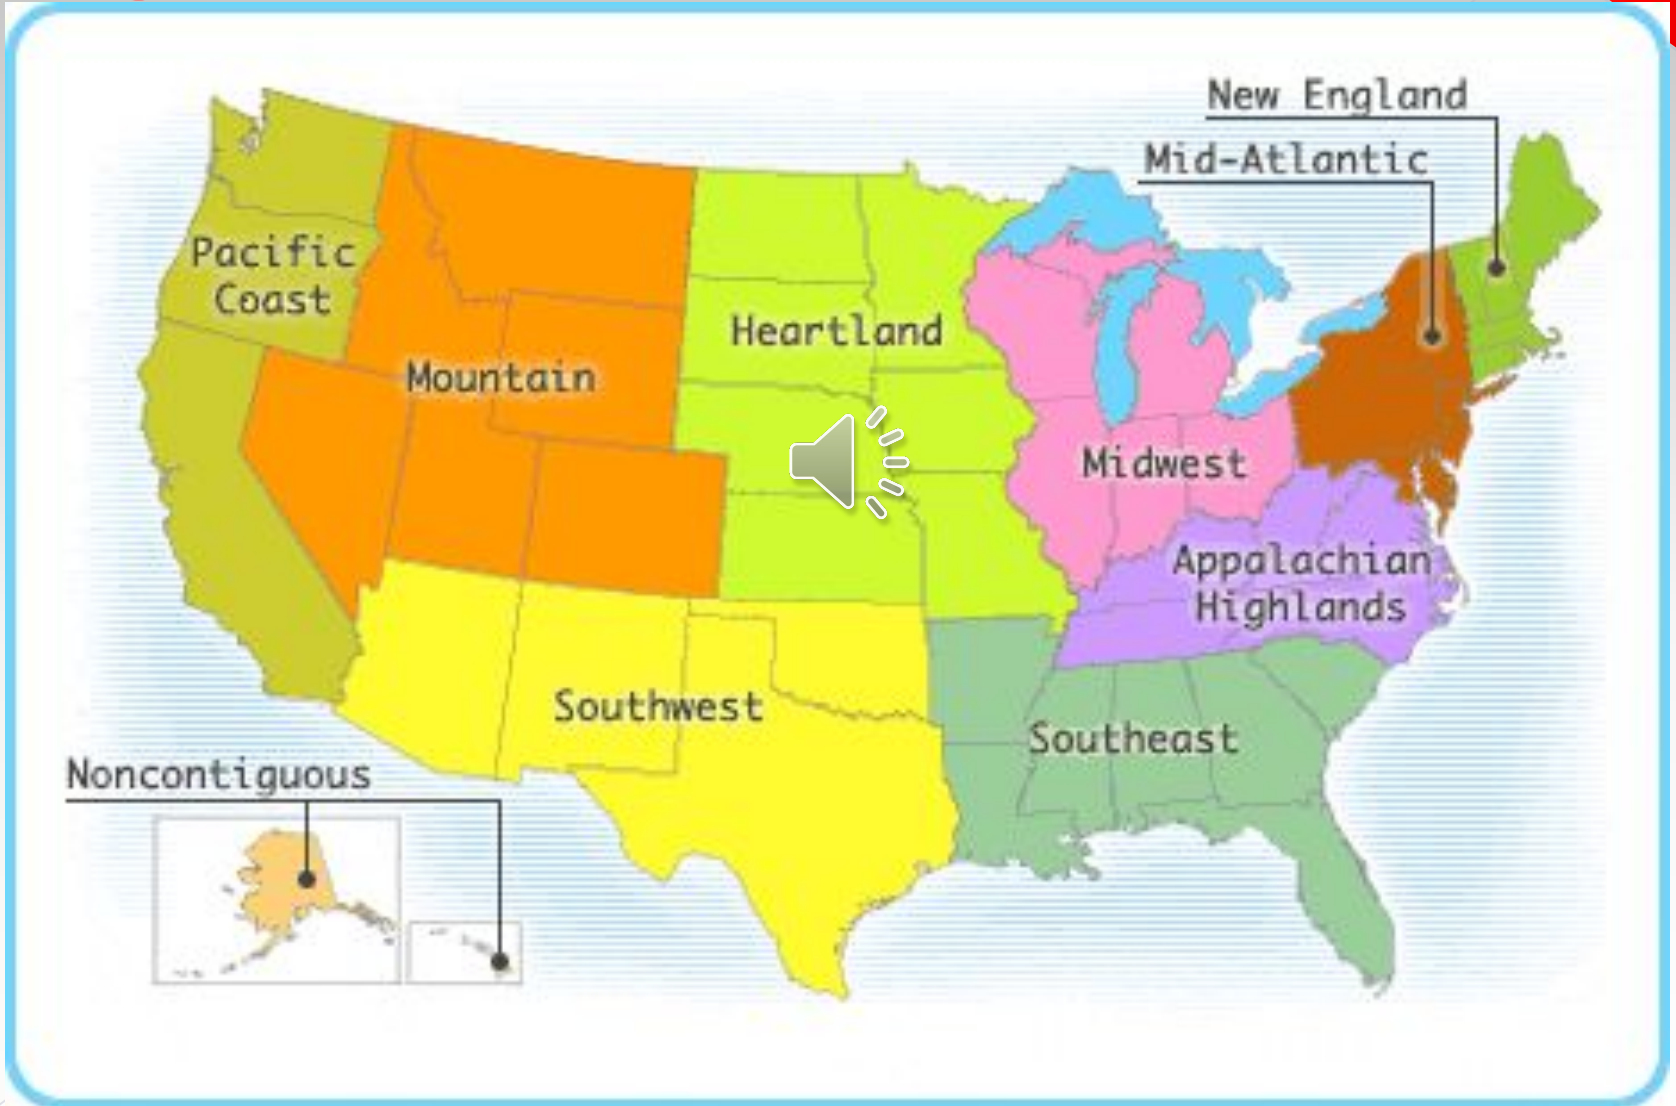 New England
Mid-Atlantic
Pacific
Coast
Heartland
Mountain
Midwest
Appalachian
Highlands
Southwest
Southeast
Noncontiguous